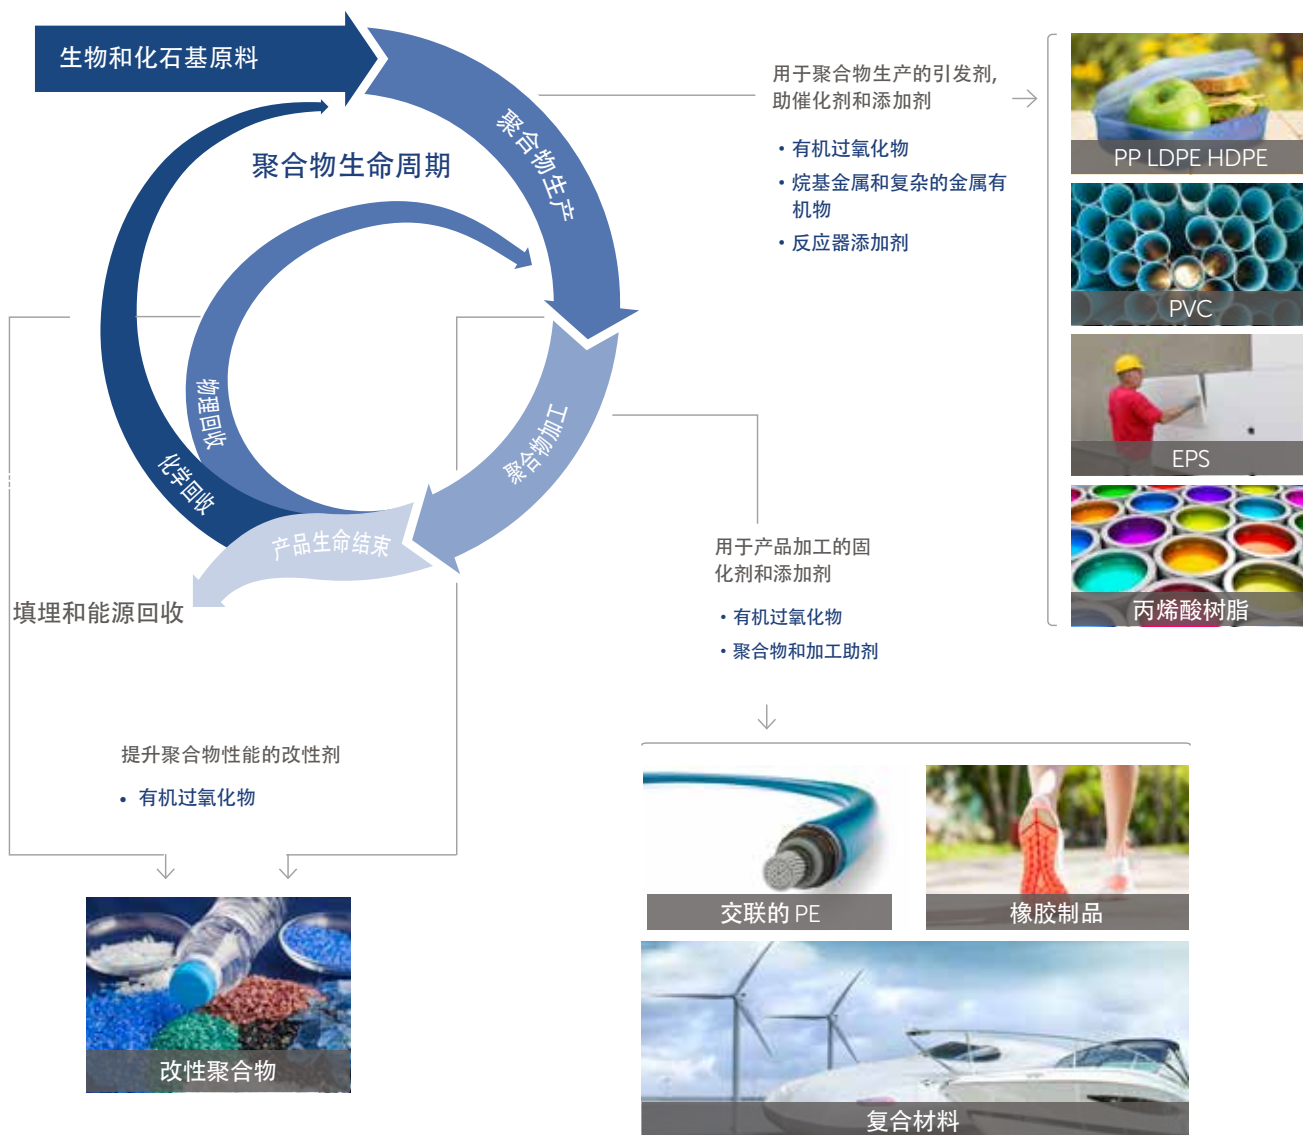 生物和化石基原料
聚合物生命周期
聚合物生产
聚合物加工
物理回收
化学回收
产品生命结束
填埋和能源回收
用于聚合物生产的引发剂,
助催化剂和添加剂
• 有机过氧化物
• 烷基金属和复杂的金属有
机物
• 反应器添加剂
PP LDPE HDPE
PVC
EPS
丙烯酸树脂
用于产品加工的固
化剂和添加剂
• 有机过氧化物
• 聚合物和加工助剂
交联的 PE
橡胶制品
复合材料
提升聚合物性能的改性剂
• 有机过氧化物
改性聚合物